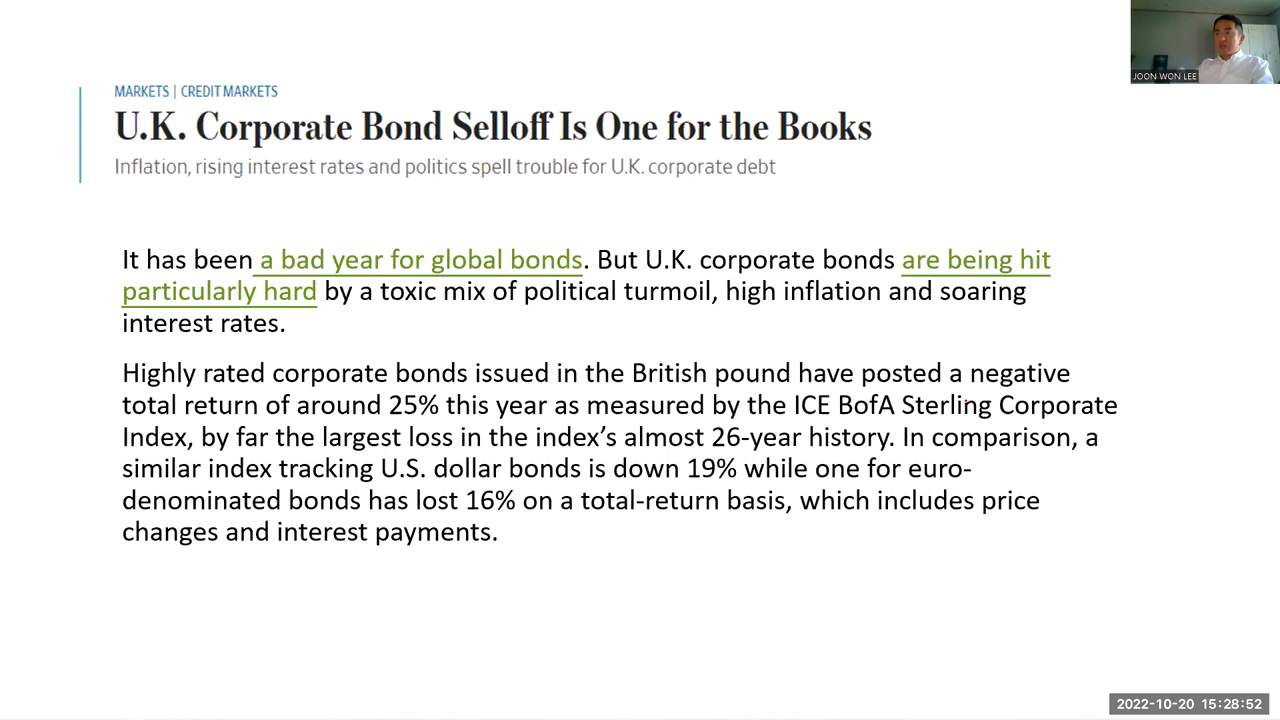 JOON WON LEE
MARKETS | CREDIT MARKETS
U.K. Corporate Bond Selloff Is One for the Books
Inflation, rising interest rates and politics spell trouble for U.K. corporate debt
It has been a bad year for global bonds. But U.K. corporate bonds are being hit
particularly hard by a toxic mix of political turmoil, high inflation and soaring
interest rates.
Highly rated corporate bonds issued in the British pound have posted a negative
total return of around 25% this year as measured by the ICE BofA Sterling Corporate
Index, by far the largest loss in the index’s almost 26-year history. In comparison, a
similar index tracking U.S. dollar bonds is down 19% while one for euro-
denominated bonds has lost 16% on a total-return basis, which includes price
changes and interest payments.
2022-10-20 15:28:52